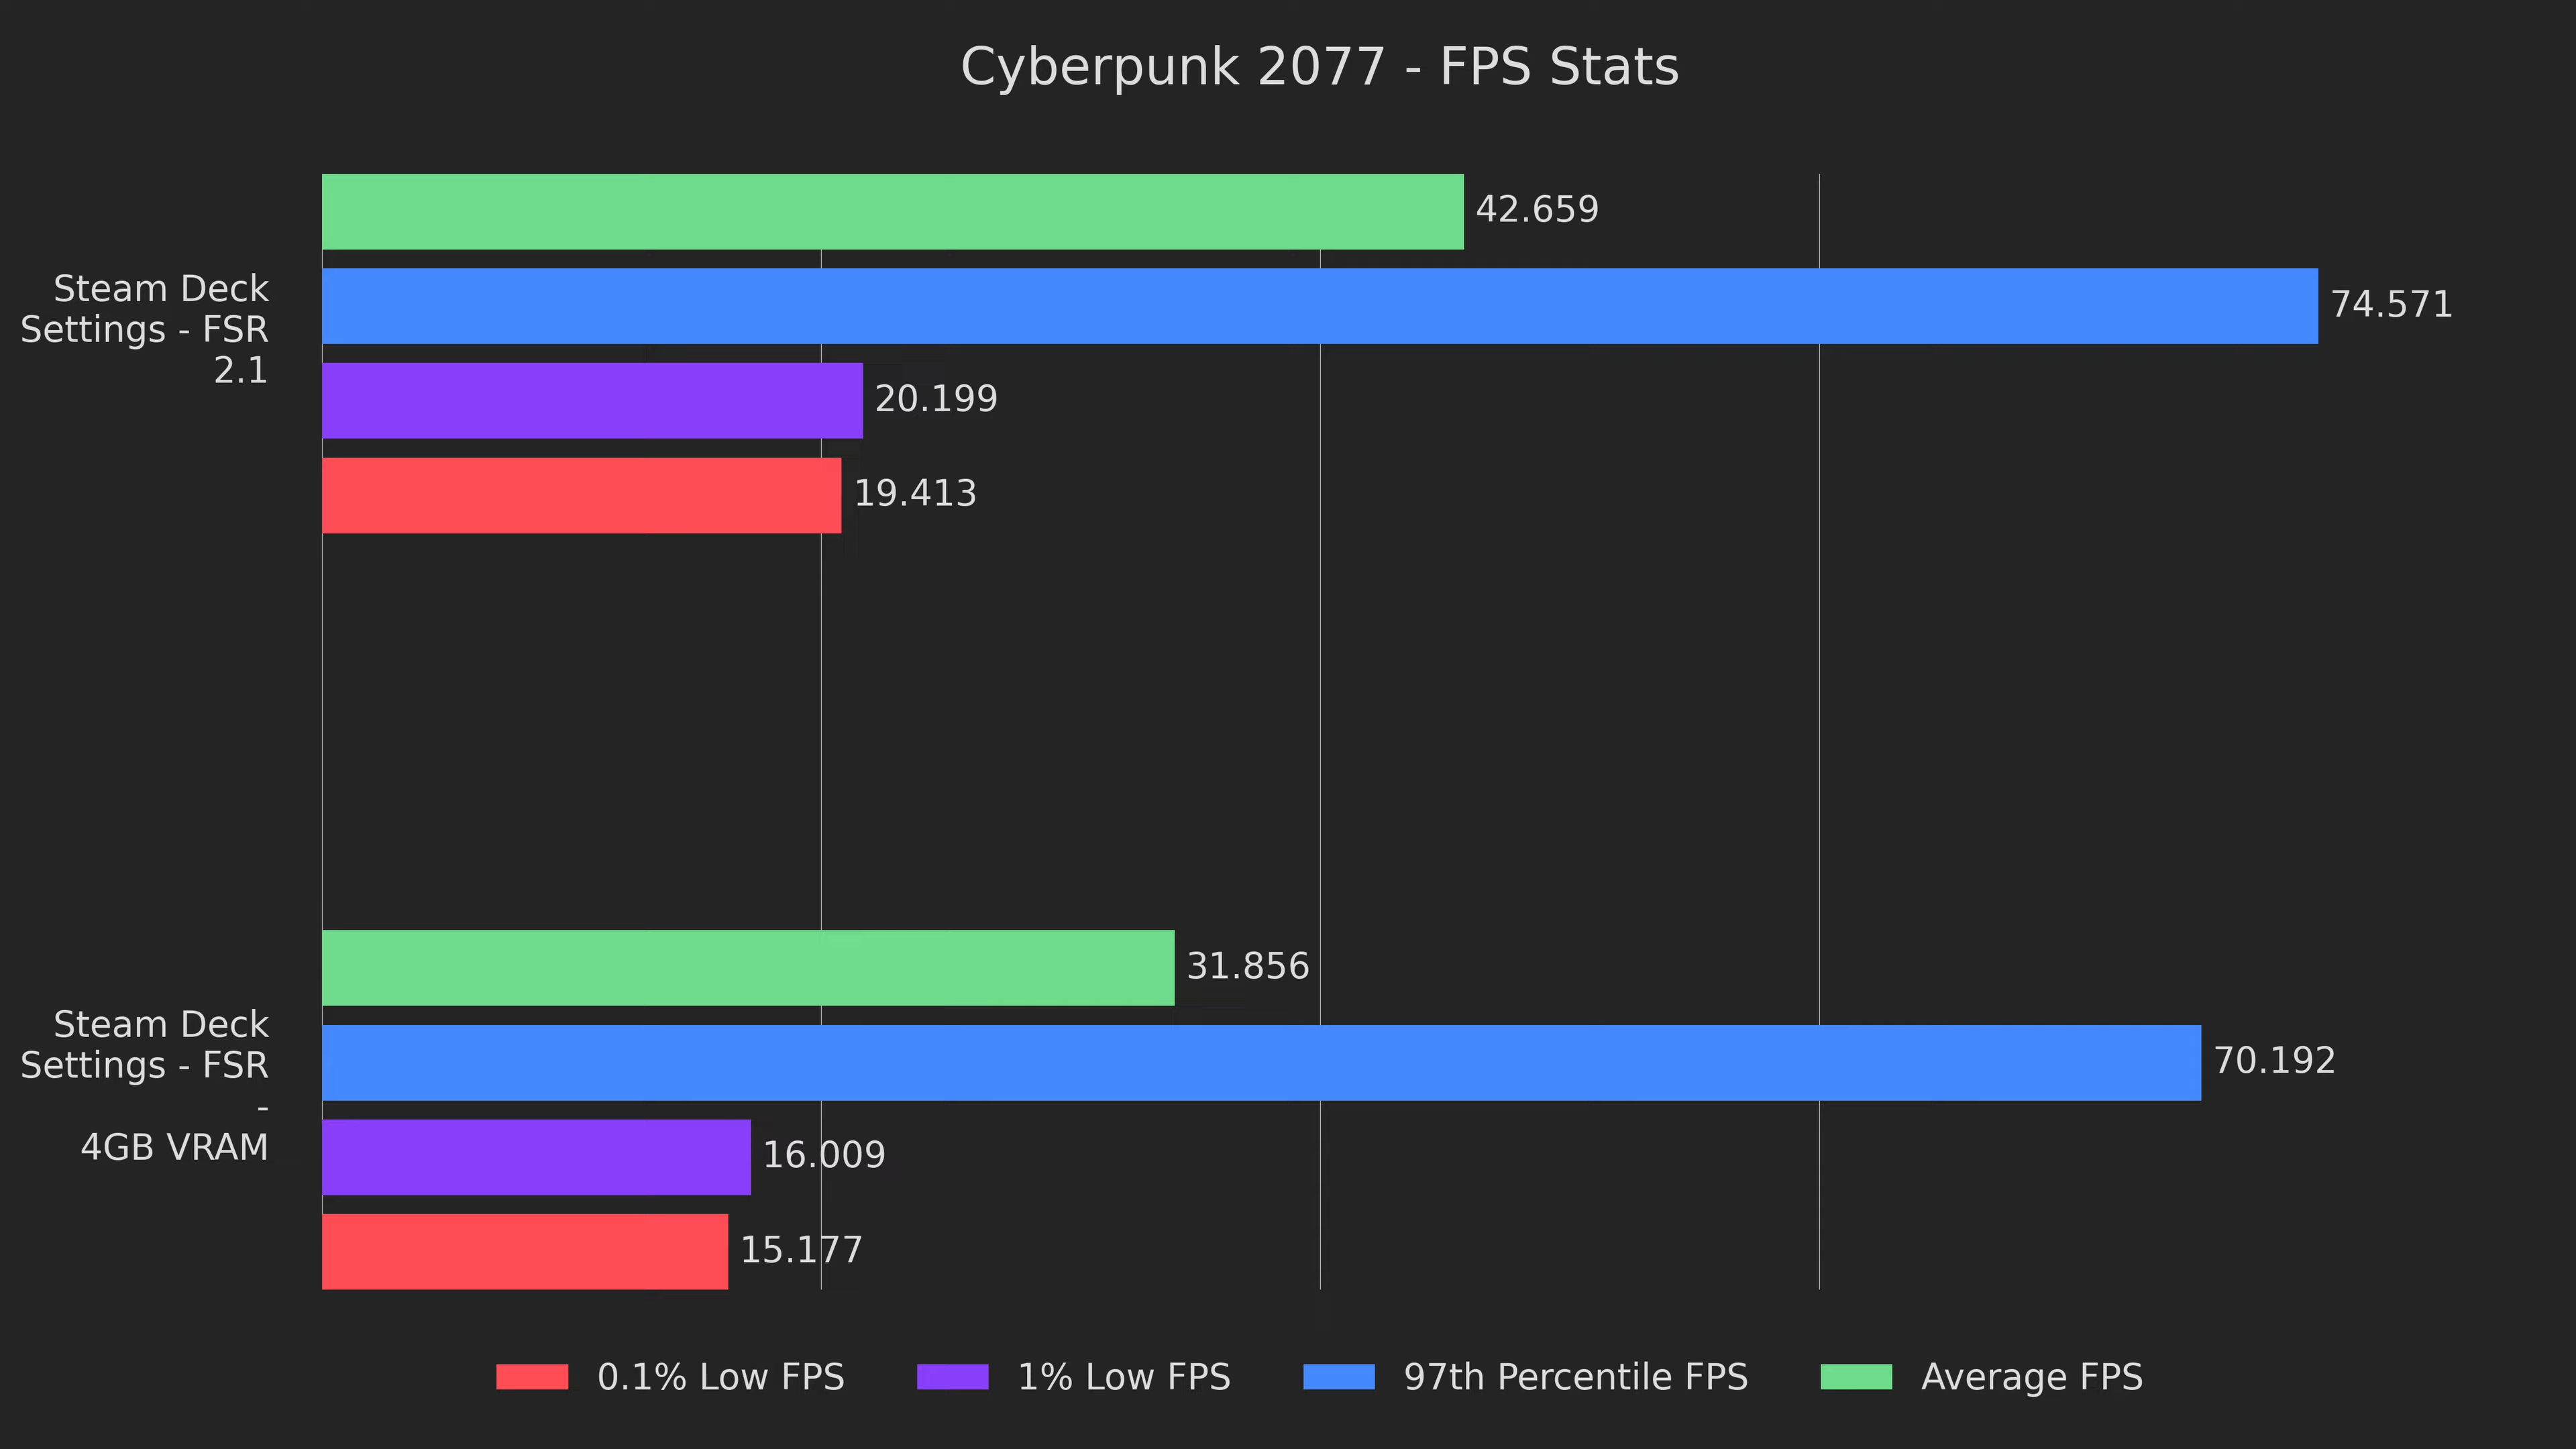 Cyberpunk 2077 - FPS Stats
42.659
Steam Deck
Settings - FSR
2.1
74.571
20.199
19.413
31.856
Steam Deck
Settings - FSR
-
4GB VRAM
70.192
16.009
15.177
0.1% Low FPS
1% Low FPS
97th Percentile FPS
Average FPS